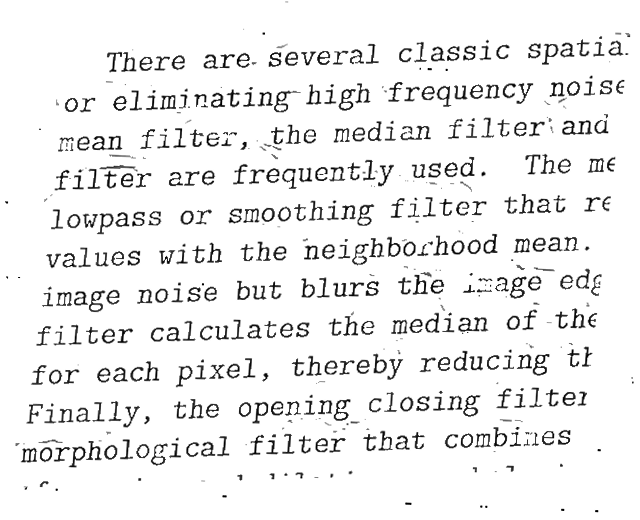 There are several classic spatial
or eliminating high frequency noise
mean filter, the median filter and
filter are frequently used. The me
lowpass or smoothing filter that re
values with the neighborhood mean.
image noise but blurs the image edg
filter calculates the median of the
for each pixel, thereby reducing th
Finally, the opening closing filter
morphological filter that combines